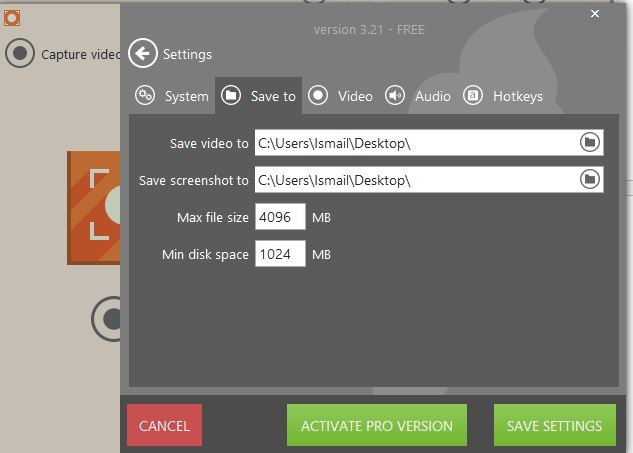 version 3.21 - FREE
Capture video
Settings
System Save to Video Audio Hotkeys
Save video to C:\Users\Ismail\Desktop\
Save screenshot to C:\Users\Ismail\Desktop\
Max file size 4096 MB
Min disk space 1024 MB
CANCEL ACTIVATE PRO VERSION SAVE SETTINGS